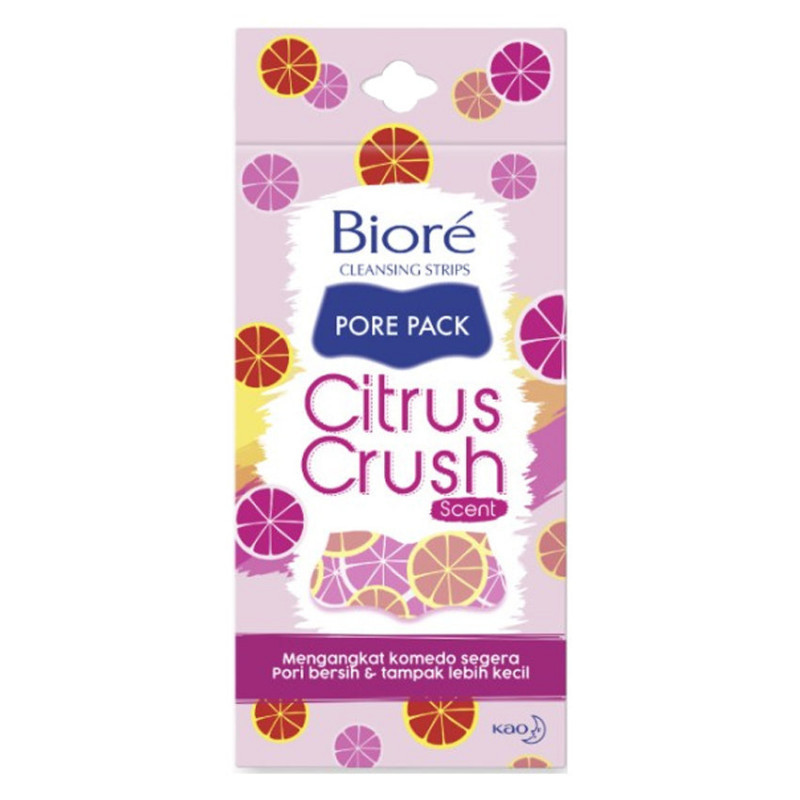 Bioré
CLEANSING STRIPS
PORE PACK
Citrus
Crush
Scent
Mengangkat komedo segera
Pori bersih & tampak lebih kecil
Kao